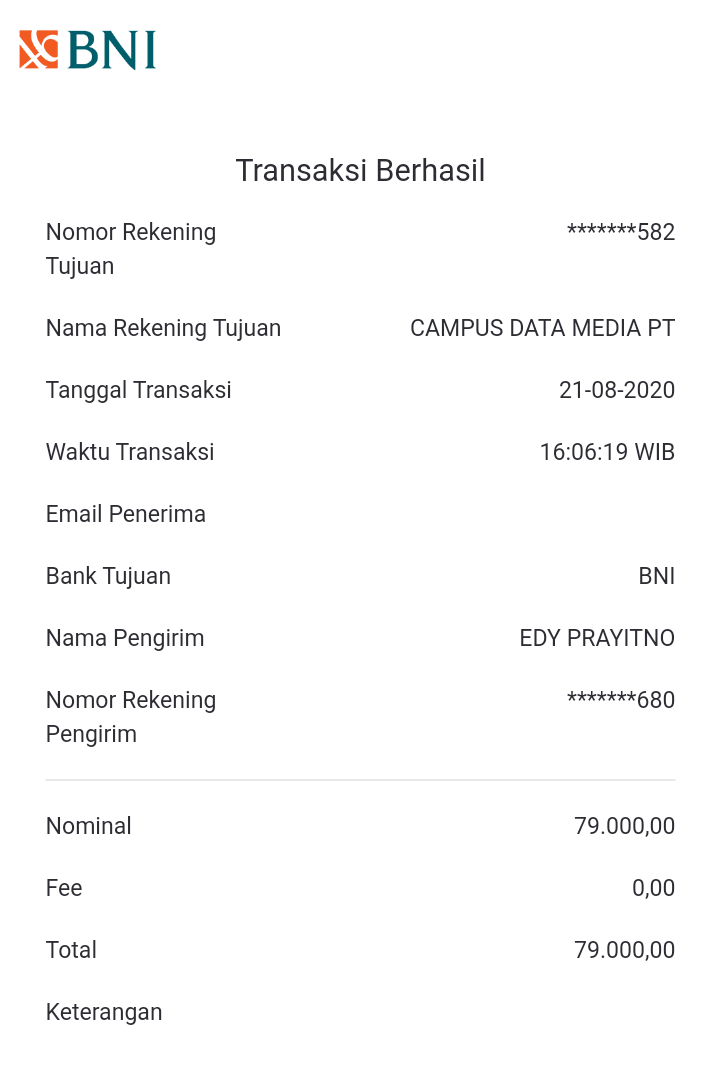 BNI
Transaksi Berhasil
Nomor Rekening Tujuan *******582
Nama Rekening Tujuan CAMPUS DATA MEDIA PT
Tanggal Transaksi 21-08-2020
Waktu Transaksi 16:06:19 WIB
Email Penerima
Bank Tujuan BNI
Nama Pengirim EDY PRAYITNO
Nomor Rekening Pengirim *******680
Nominal 79.000,00
Fee 0,00
Total 79.000,00
Keterangan